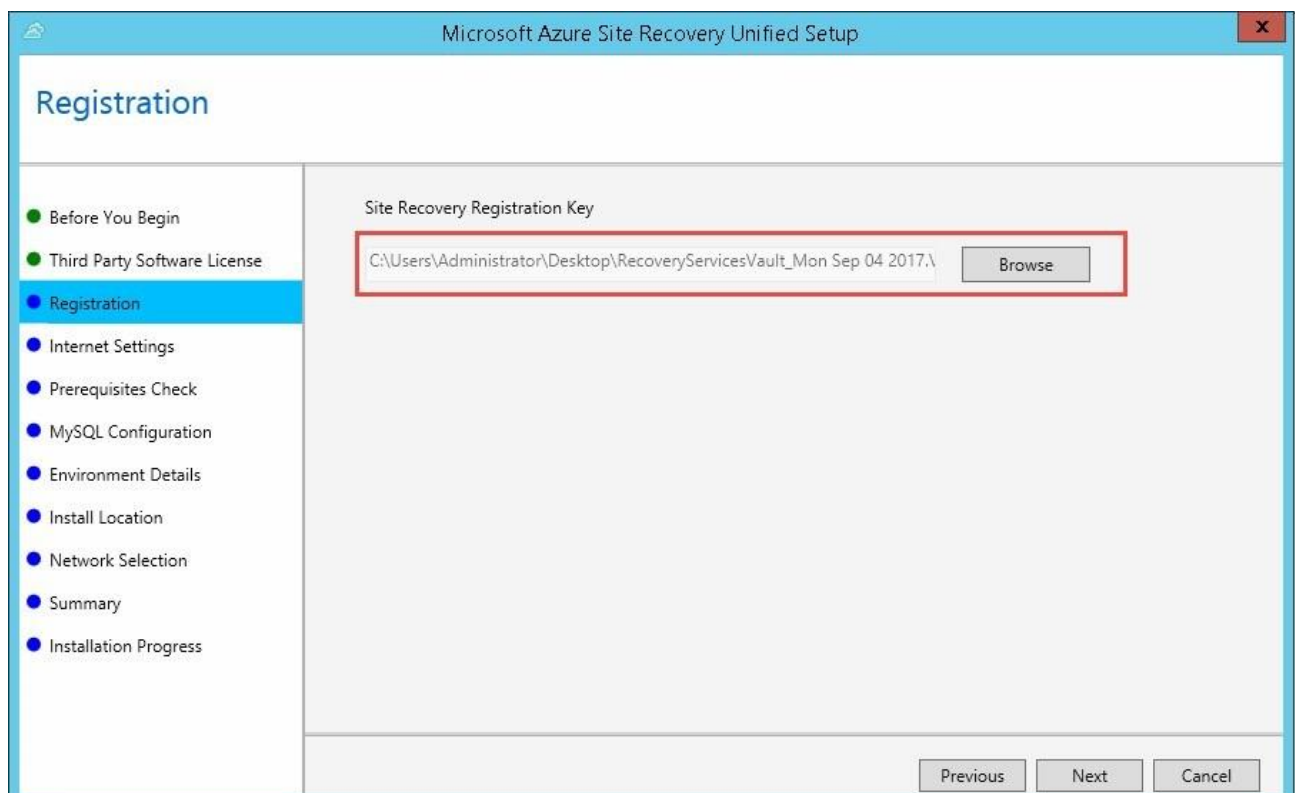 Microsoft Azure Site Recovery Unified Setup
x
Registration
Before You Begin
Third Party Software License
Registration
Internet Settings
Prerequisites Check
MySQL Configuration
Environment Details
Install Location
Network Selection
Summary
Installation Progress
Site Recovery Registration Key
C:\Users\Administrator\Desktop\RecoveryServicesVault_Mon Sep 04 2017.\
Browse
Previous Next Cancel